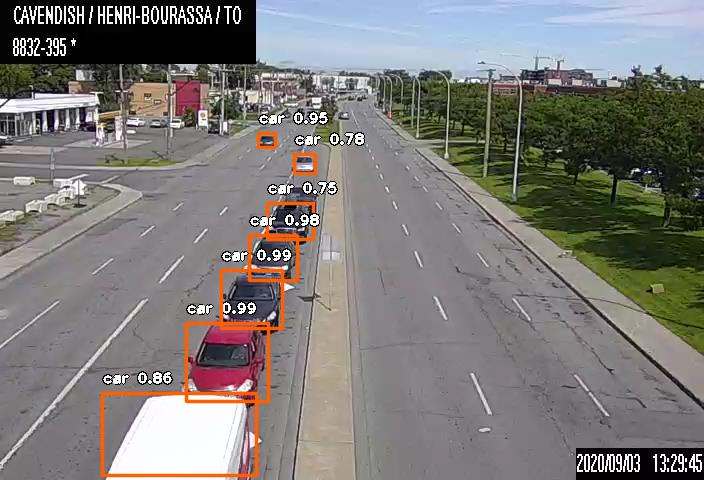 CAVENDISH / HENRI-BOURASSA / TO
8832-395 *
car 0.95
car 0.78
car 0.75
car 0.98
car 0.99
car 0.99
car 0.86
2020/09/03 13:29:45